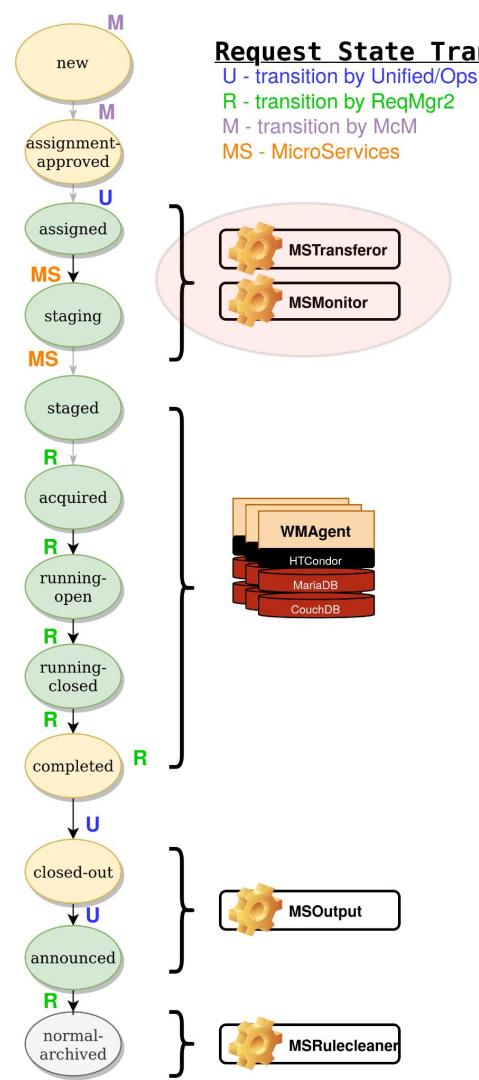 M
new
Request State Tra
U - transition by Unified/Ops
R - transition by ReqMgr2
M - transition by McM
MS - MicroServices
M
assignment-
approved
U
assigned
MSTransferor
MS
MSMonitor
staging
MS
staged
R
acquired
R
running-
open
R
running-
closed
R
WMAgent
HTCondor
MariaDB
CouchDB
completed
R
U
closed-out
U
MSOutput
announced
R
normal-
archived
MSRulecleaner